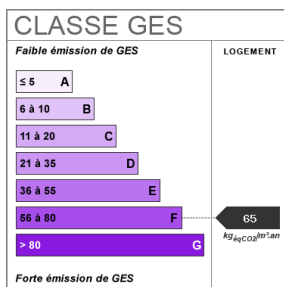 CLASSE GES
Faible émission de GES
LOGEMENT
≤ 5 A
6 à 10 B
11 à 20 C
21 à 35 D
36 à 55 E
56 à 80 F
65
kgéqCO2/m².an
> 80 G
Forte émission de GES